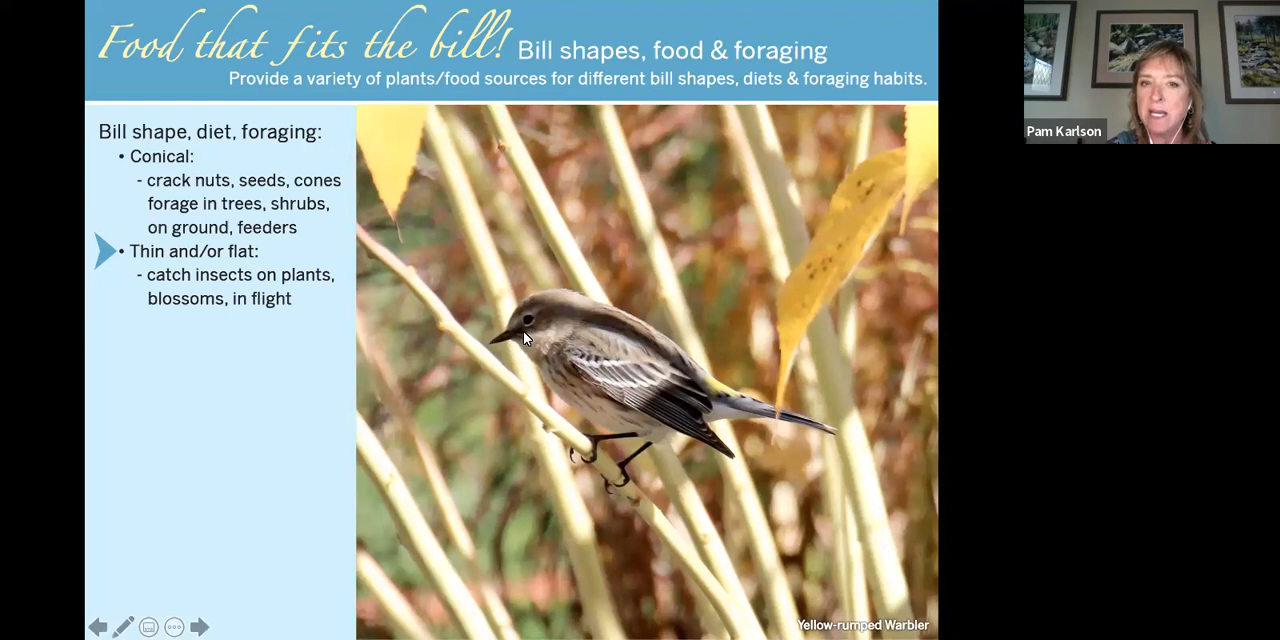 Food that fits the bill! Bill shapes, food & foraging
Provide a variety of plants/food sources for different bill shapes, diets & foraging habits.
Pam Karlson
Bill shape, diet, foraging:
• Conical:
- crack nuts, seeds, cones
forage in trees, shrubs,
on ground, feeders
• Thin and/or flat:
- catch insects on plants,
blossoms, in flight
Yellow-rumped Warbler